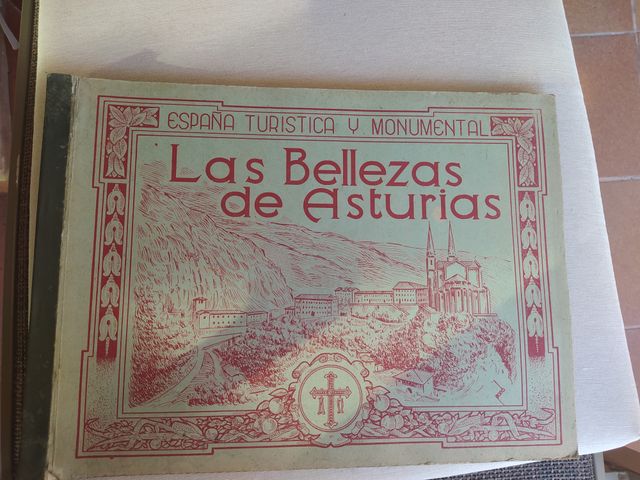 ESPAÑA TURISTICA Y MONUMENTAL
Las Bellezas
de Asturias